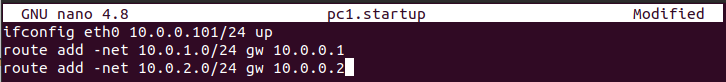 GNU nano 4.8 pc1.startup Modified
ifconfig eth0 10.0.0.101/24 up
route add -net 10.0.1.0/24 gw 10.0.0.1
route add -net 10.0.2.0/24 gw 10.0.0.2